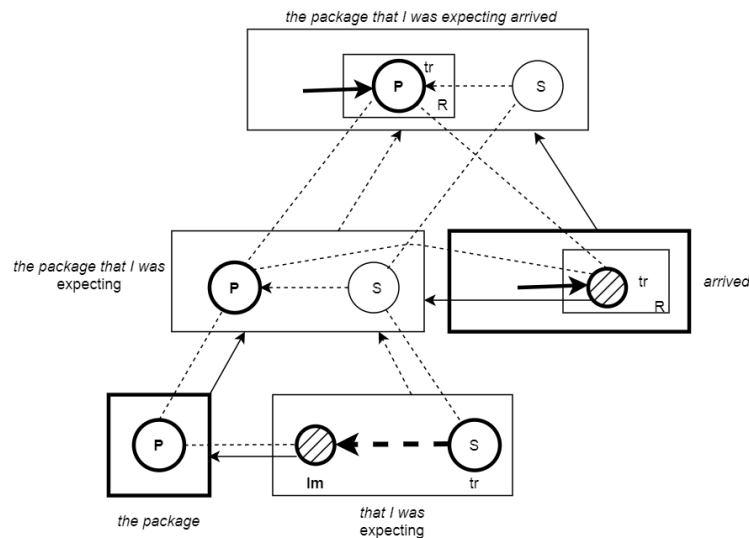 the package that I was expecting arrived
tr
P
S
R
the package that I was
expecting
P
S
tr
R
arrived
P
S
lm
tr
the package
that I was
expecting